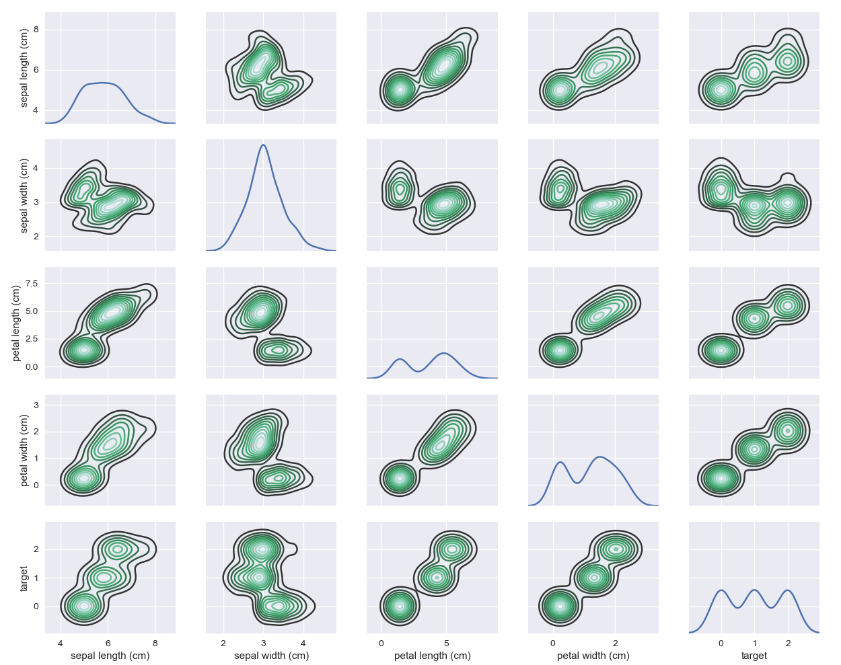 sepal length (cm)
8
6
4
sepal width (cm)
4
3
2
petal length (cm)
7.5
5.0
2.5
0.0
petal width (cm)
3
2
1
0
target
2
1
0
4 6 8 2 3 4 0 5 0 2 0 1 2
sepal length (cm) sepal width (cm) petal length (cm) petal width (cm) target